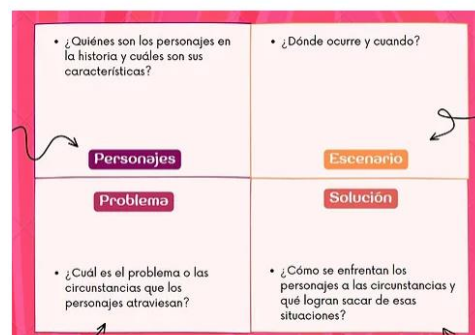 • ¿Quiénes son los personajes en
la historia y cuáles son sus
características?
Personajes
• ¿Dónde ocurre y cuando?
Escenario
Problema
• ¿Cuál es el problema o las
circunstancias que los
personajes atraviesan?
Solución
• ¿Cómo se enfrentan los
personajes a las circunstancias y
qué logran sacar de esas
situaciones?